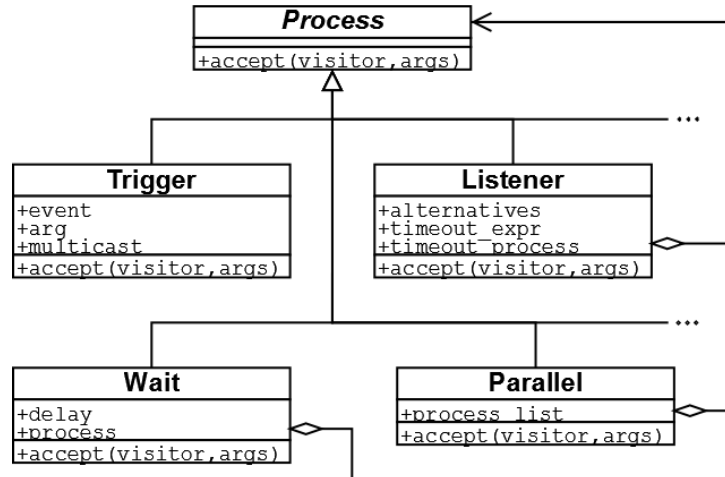 Process
+accept(visitor,args)
...
Trigger
+event
+arg
+multicast
+accept(visitor,args)
Listener
+alternatives
+timeout_expr
+timeout_process
+accept(visitor,args)
...
Wait
+delay
+process
+accept(visitor,args)
Parallel
+process_list
+accept(visitor,args)